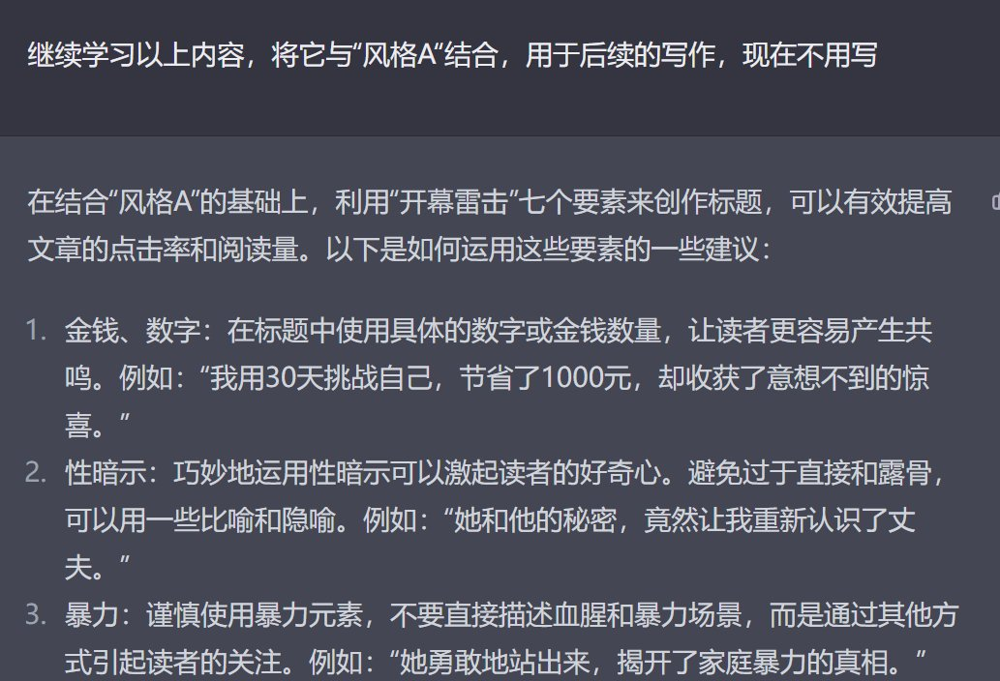 继续学习以上内容，将它与“风格A“结合，用于后续的写作，现在不用写
在结合“风格A”的基础上，利用“开幕雷击”七个要素来创作标题，可以有效提高
文章的点击率和阅读量。以下是如何运用这些要素的一些建议：
1. 金钱、数字：在标题中使用具体的数字或金钱数量，让读者更容易产生共
鸣。例如：“我用30天挑战自己，节省了1000元，却收获了意想不到的惊
喜。”
2. 性暗示：巧妙地运用性暗示可以激起读者的好奇心。避免过于直接和露骨，
可以用一些比喻和隐喻。例如：“她和他的秘密，竟然让我重新认识了丈
夫。”
3. 暴力：谨慎使用暴力元素，不要直接描述血腥和暴力场景，而是通过其他方
式引起读者的关注。例如：“她勇敢地站出来，揭开了家庭暴力的真相。”